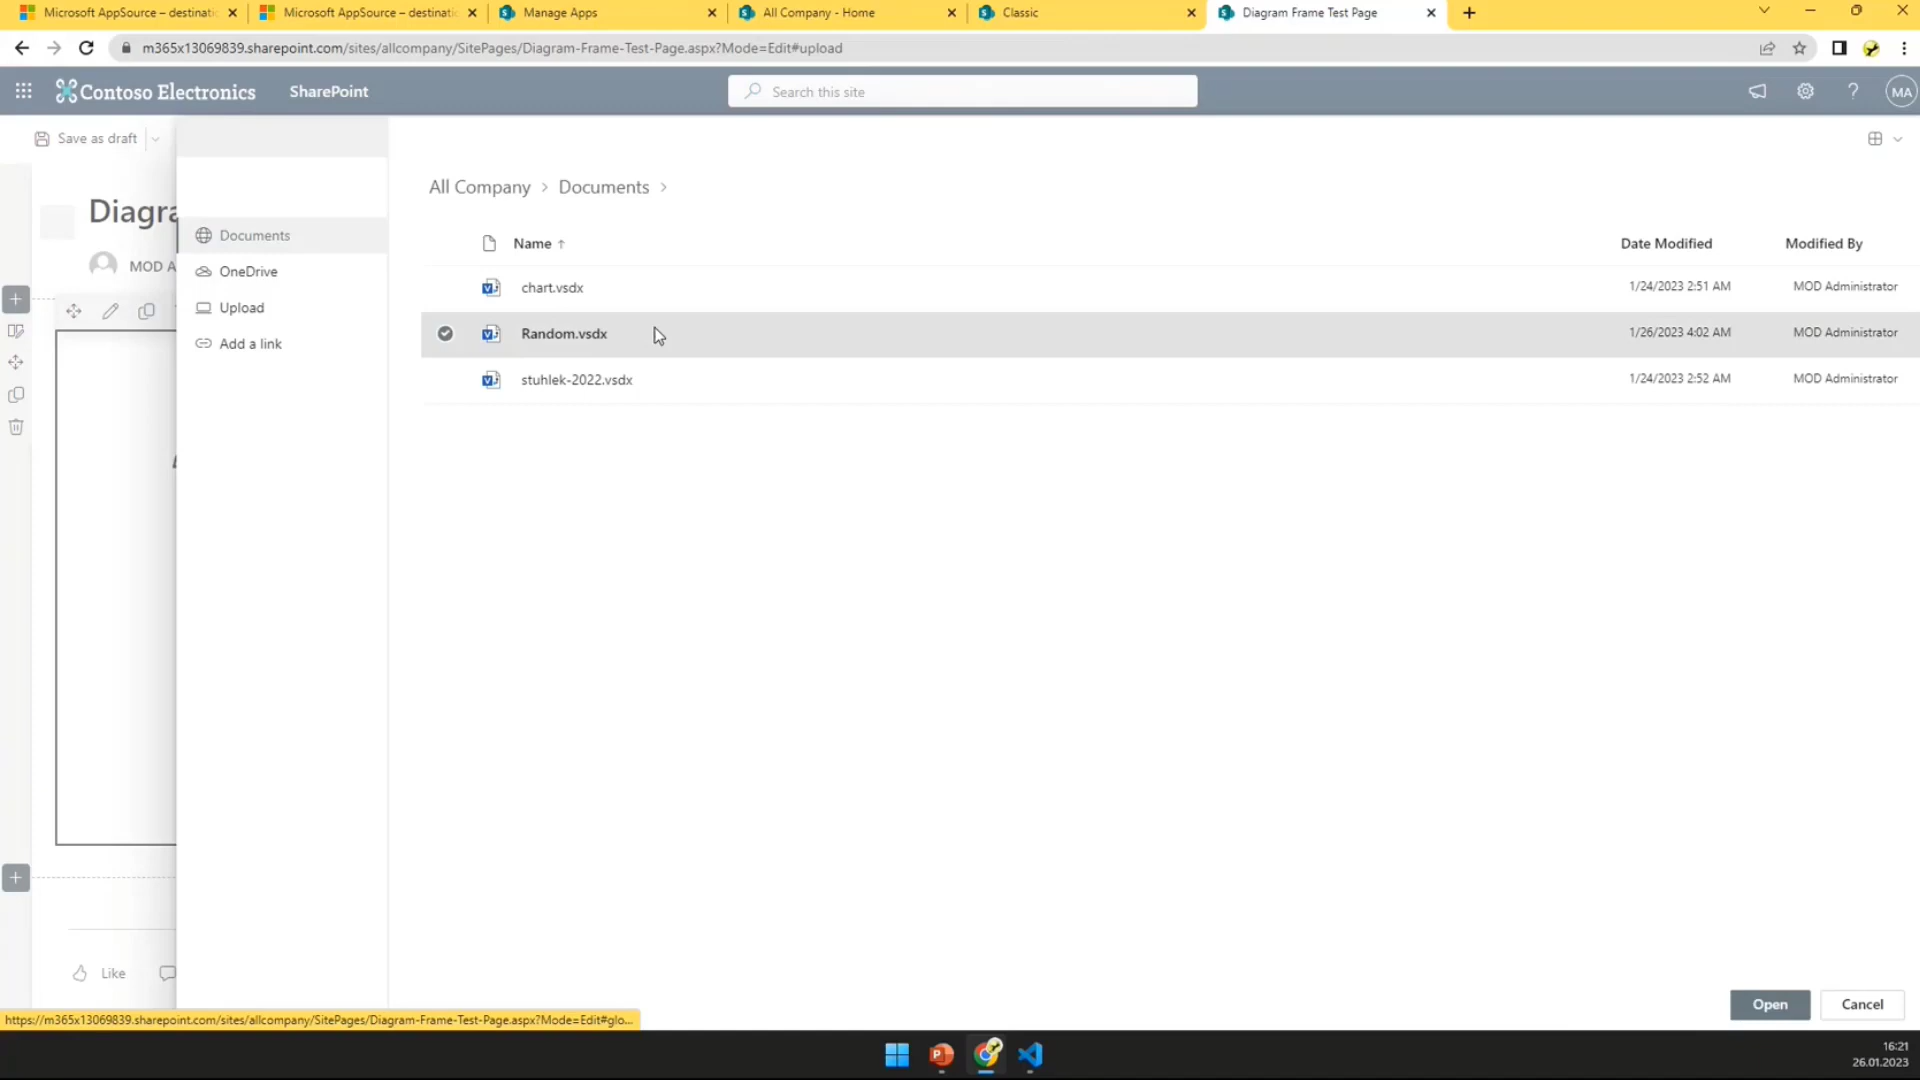 Microsoft AppSource – destinati
Microsoft AppSource – destinati
Manage Apps
All Company - Home
Classic
Diagram Frame Test Page
m365x13069839.sharepoint.com/sites/allcompany/SitePages/Diagram-Frame-Test-Page.aspx?Mode=Edit#upload
Contoso Electronics
SharePoint
Search this site
MA
Save as draft
All Company > Documents >
Diagra
MOD A
Documents
OneDrive
Upload
Add a link
Name ↑
Date Modified
Modified By
chart.vsdx
1/24/2023 2:51 AM
MOD Administrator
Random.vsdx
1/26/2023 4:02 AM
MOD Administrator
stuhlek-2022.vsdx
1/24/2023 2:52 AM
MOD Administrator
Like
Open
Cancel
https://m365x13069839.sharepoint.com/sites/allcompany/SitePages/Diagram-Frame-Test-Page.aspx?Mode=Edit#glo...
16:21
26.01.2023